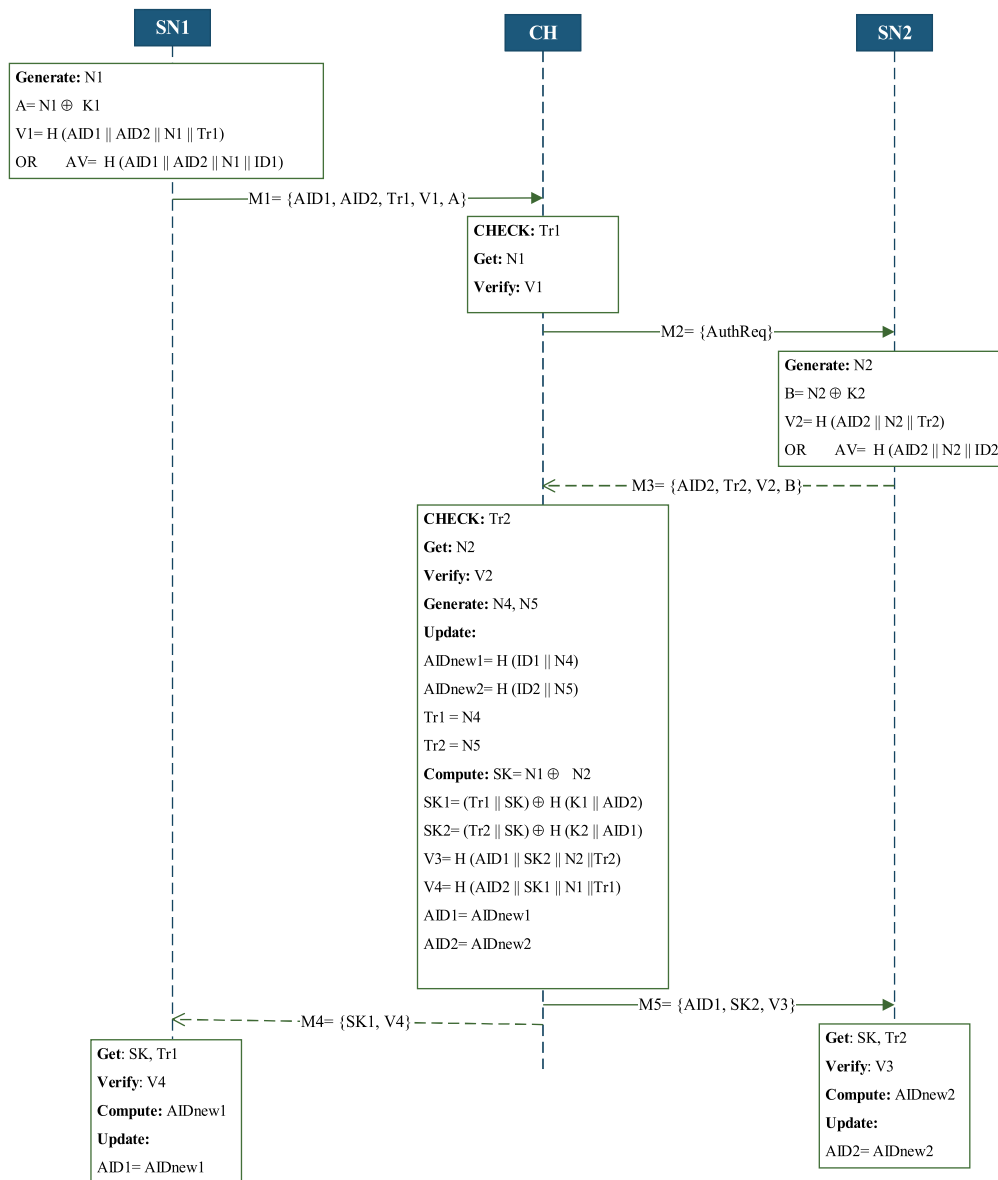 SN1
CH
SN2
Generate: N1
A= N1 ⊕ K1
V1= H (AID1 || AID2 || N1 || Tr1)
OR AV= H (AID1 || AID2 || N1 || ID1)
M1= {AID1, AID2, Tr1, V1, A}
CHECK: Tr1
Get: N1
Verify: V1
M2= {AuthReq}
Generate: N2
B= N2 ⊕ K2
V2= H (AID2 || N2 || Tr2)
OR AV= H (AID2 || N2 || ID2
M3= {AID2, Tr2, V2, B}
CHECK: Tr2
Get: N2
Verify: V2
Generate: N4, N5
Update:
AIDnew1= H (ID1 || N4)
AIDnew2= H (ID2 || N5)
Tr1 = N4
Tr2 = N5
Compute: SK= N1 ⊕ N2
SK1= (Tr1 || SK) ⊕ H (K1 || AID2)
SK2= (Tr2 || SK) ⊕ H (K2 || AID1)
V3= H (AID1 || SK2 || N2 ||Tr2)
V4= H (AID2 || SK1 || N1 ||Tr1)
AID1= AIDnew1
AID2= AIDnew2
M5= {AID1, SK2, V3}
M4= {SK1, V4}
Get: SK, Tr1
Verify: V4
Compute: AIDnew1
Update:
AID1= AIDnew1
Get: SK, Tr2
Verify: V3
Compute: AIDnew2
Update:
AID2= AIDnew2